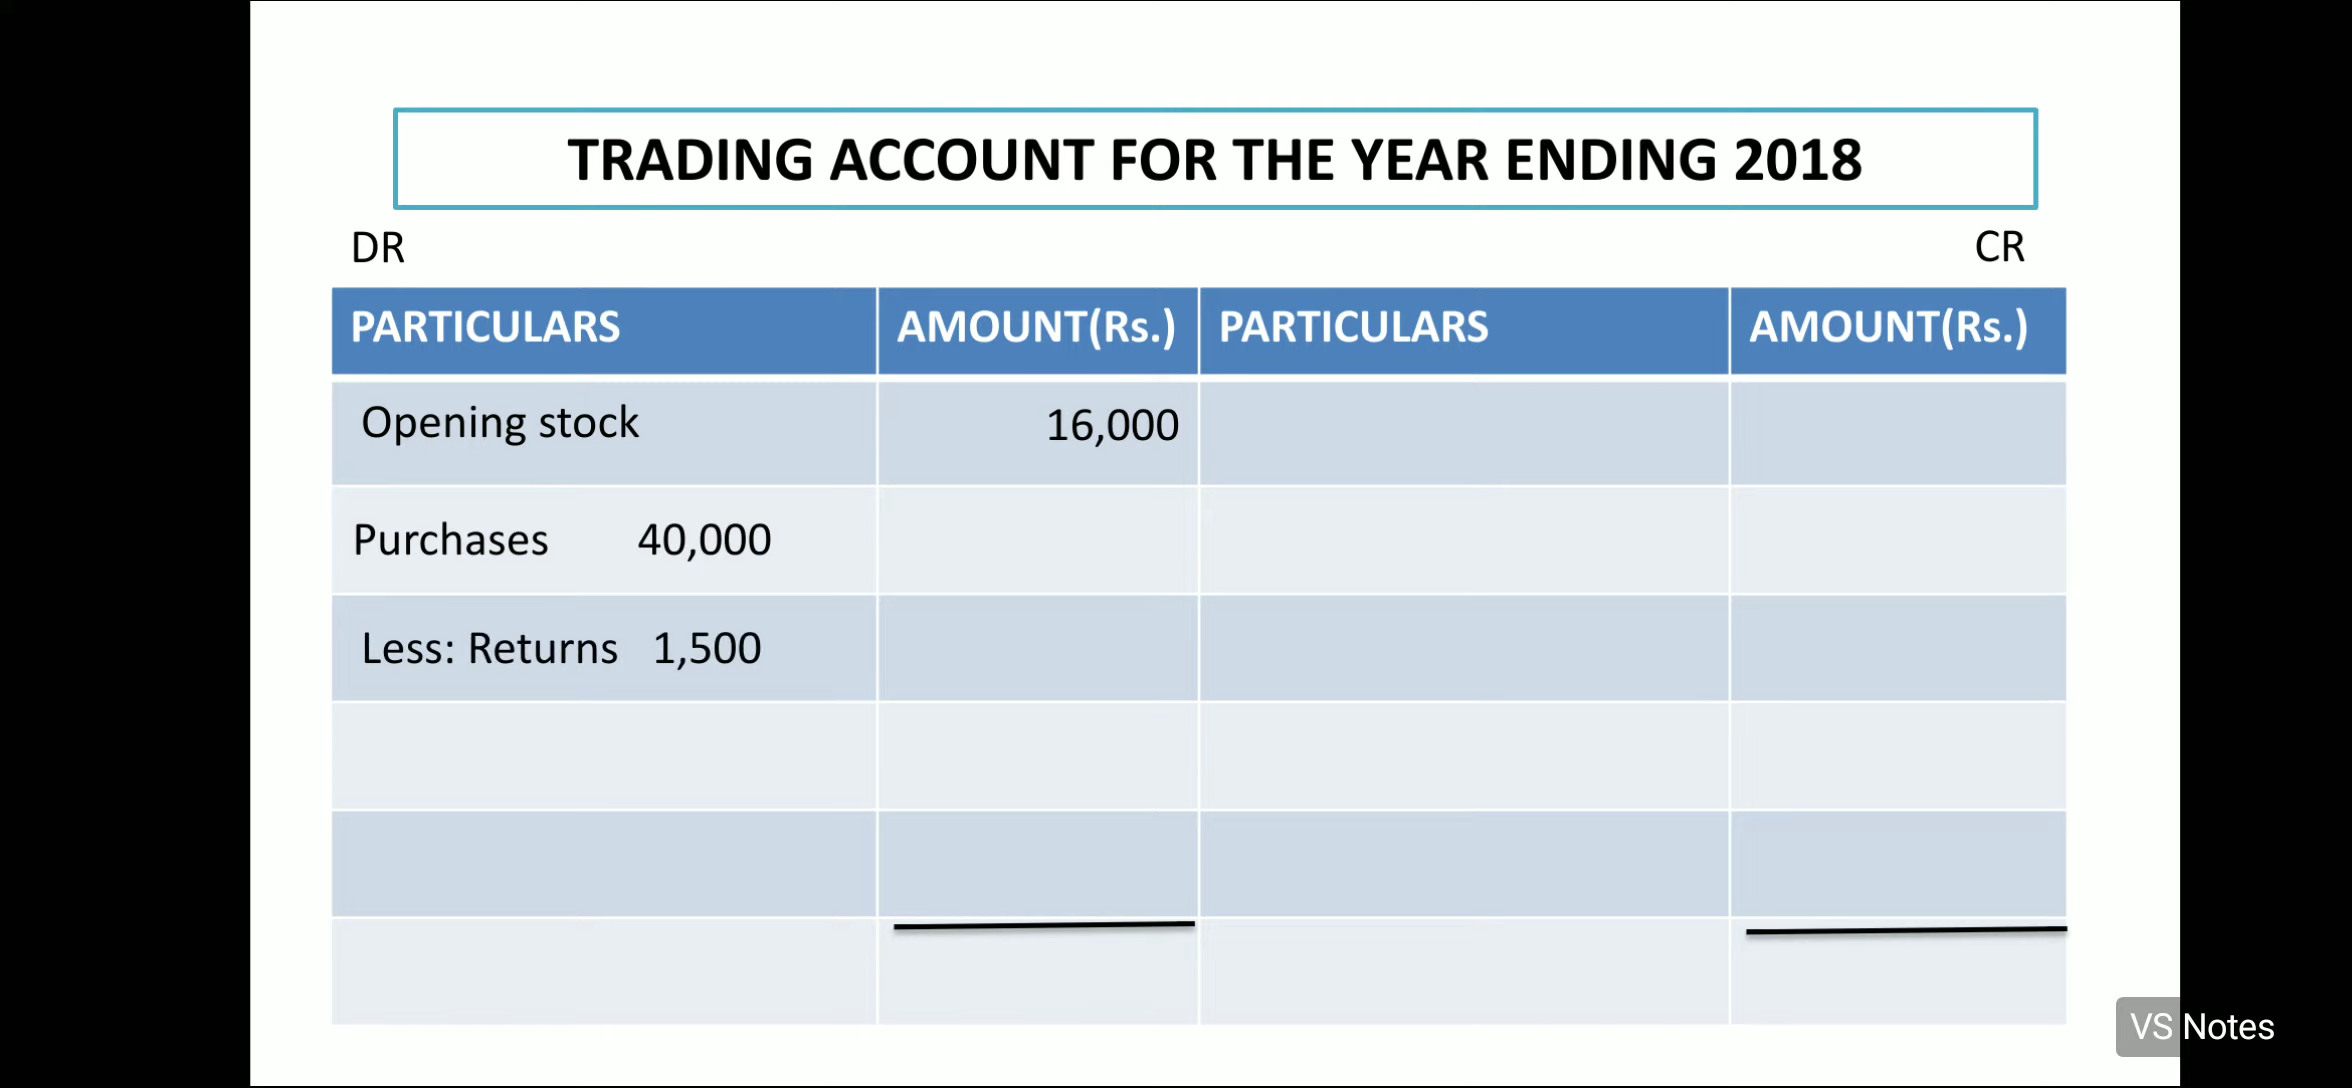 TRADING ACCOUNT FOR THE YEAR ENDING 2018
DR CR
PARTICULARS AMOUNT(Rs.) PARTICULARS AMOUNT(Rs.)
Opening stock 16,000
Purchases 40,000
Less: Returns 1,500
VS Notes